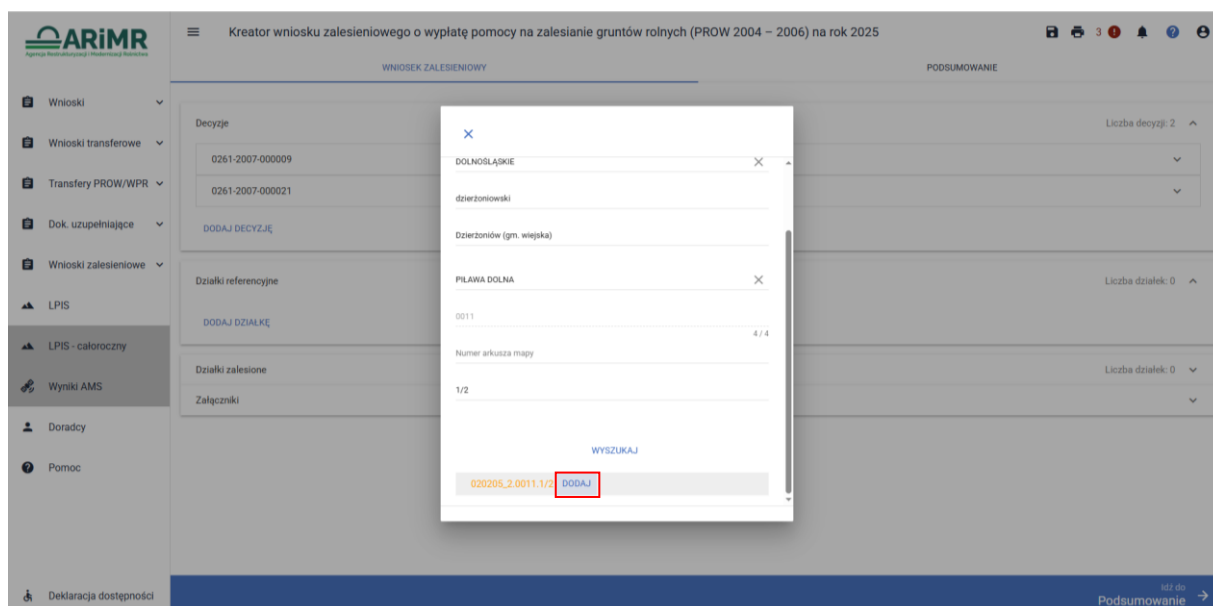 ARiMR
Agencja Restrukturyzacji i Modernizacji Rolnictwa
Kreator wniosku zalesieniowego o wypłatę pomocy na zalesianie gruntów rolnych (PROW 2004 – 2006) na rok 2025
3
WNIOSEK ZALESIENIOWY
PODSUMOWANIE
Wnioski
Wnioski transferowe
Transfery PROW/WPR
Dok. uzupełniające
Wnioski zalesieniowe
LPIS
LPIS - całoroczny
Wyniki AMS
Doradcy
Pomoc
Deklaracja dostępności
Decyzje
Liczba decyzji: 2
0261-2007-000009
0261-2007-000021
DODAJ DECYZJĘ
Działki referencyjne
Liczba działek: 0
DODAJ DZIAŁKĘ
Działki zalesione
Liczba działek: 0
Załączniki
DOLNOŚLĄSKIE
dzierżoniowski
Dzierżoniów (gm. wiejska)
PIŁAWA DOLNA
0011
4 / 4
Numer arkusza mapy
1/2
WYSZUKAJ
020205_2.0011.1/2 DODAJ
Idź do
Podsumowanie